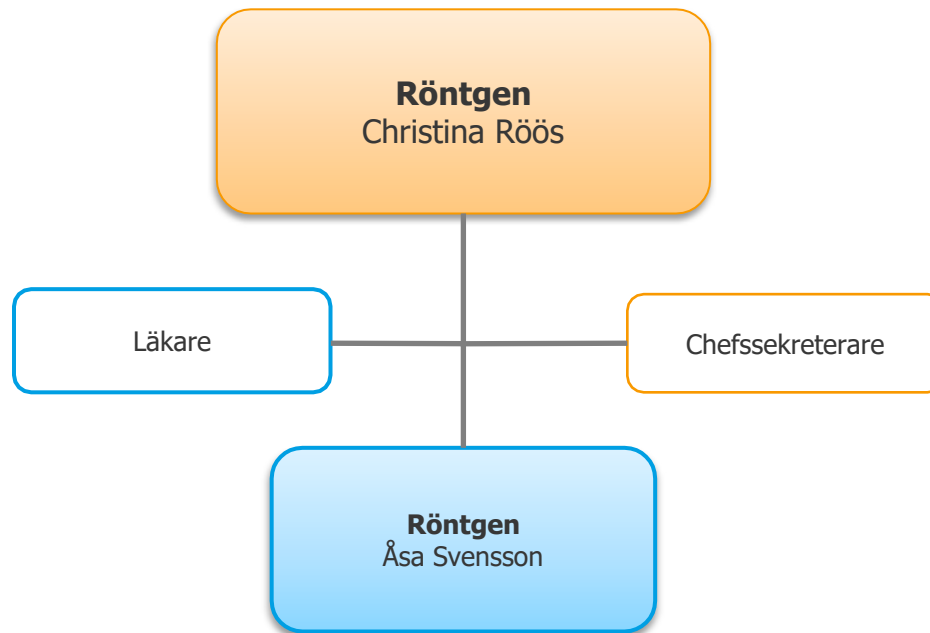 Röntgen
Christina Röös
Läkare
Chefssekreterare
Röntgen
Åsa Svensson